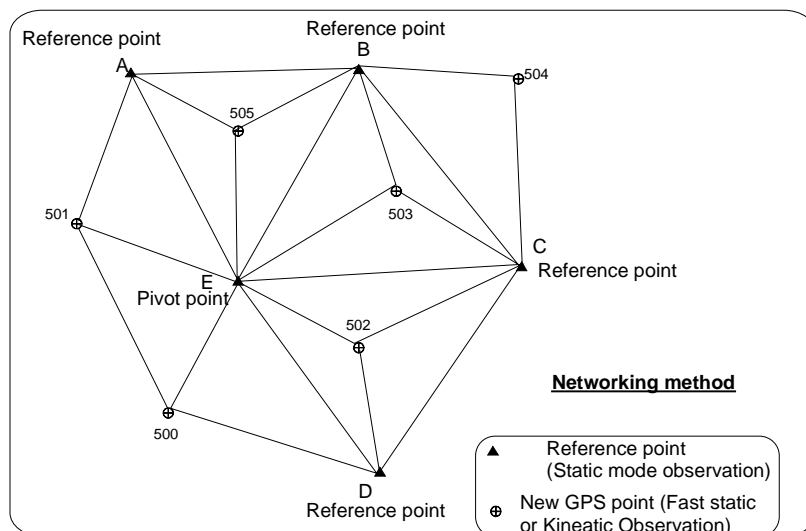 Reference point
B
Reference point
A
504
505
501
503
C
Reference point
E
Pivot point
502
Networking method
500
D
Reference point
Reference point
(Static mode observation)
New GPS point (Fast static
or Kineatic Observation)